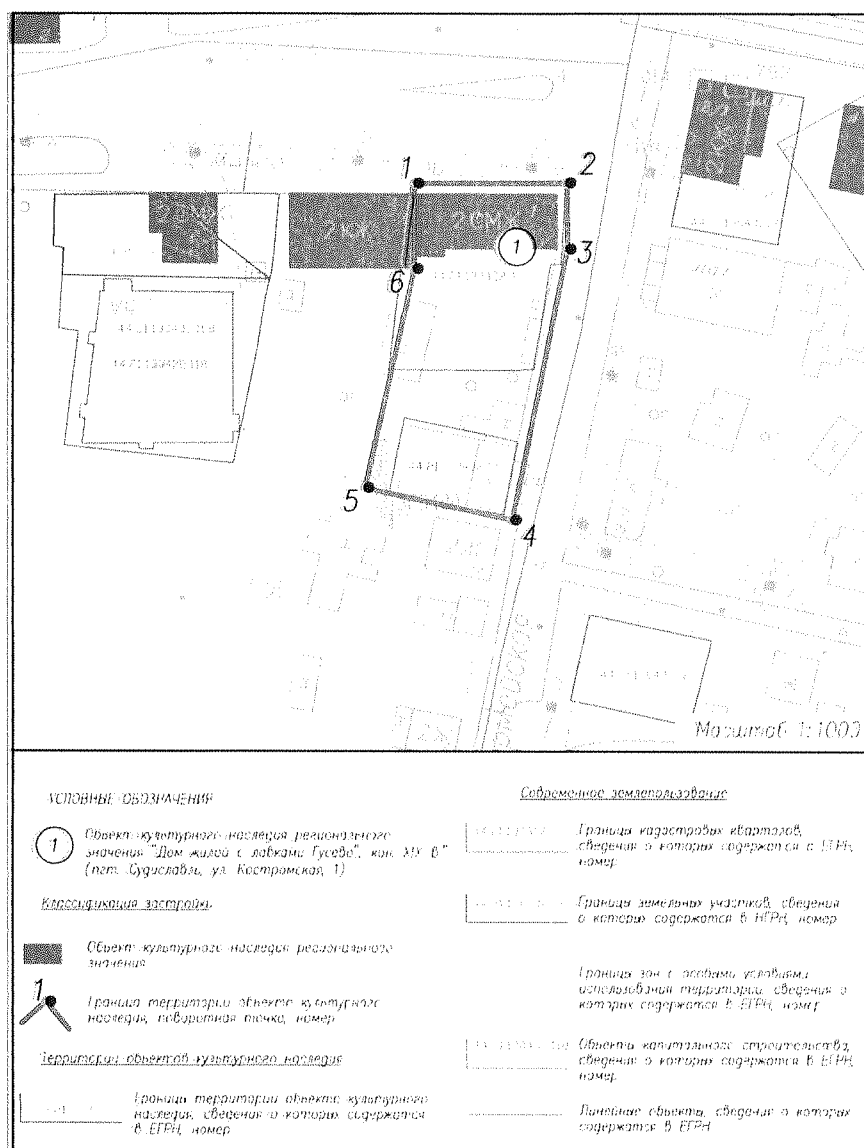 1
2
3
1
6
5
4
2КЖ
2СМЖ
Масштаб 1:1000
УСЛОВНЫЕ ОБОЗНАЧЕНИЯ
1
Объект культурного наследия регионального
значения "Дом жилой с лавками Гусева", кон. XIX в."
(пгт. Судиславль, ул. Костромская, 1)
Классификация застройки
Объект культурного наследия регионального
значения
1
Граница территории объекта культурного
наследия, поворотная точка, номер
Территории объектов культурного наследия
Границы территории объекта культурного
наследия, сведения о которых содержатся
в ЕГРН, номер
Современное землепользование
Границы кадастровых кварталов,
сведения о которых содержатся в ЕГРН,
номер
Границы земельных участков, сведения
о которых содержатся в ЕГРН, номер
Границы зон с особыми условиями
использования территории, сведения о
которых содержатся в ЕГРН, номер
Объекты капитального строительства,
сведения о которых содержатся в ЕГРН,
номер
Линейные объекты, сведения о которых
содержатся в ЕГРН